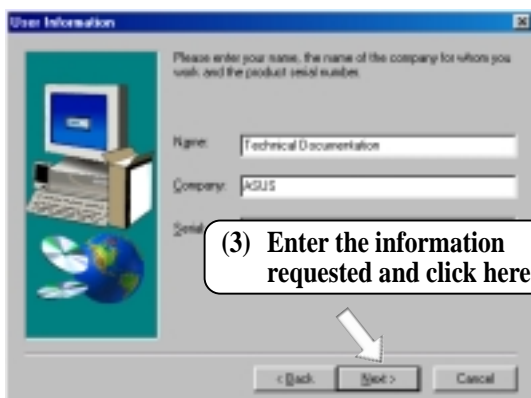 User Information
Please enter your name, the name of the company for whom you
work and the product serial number.
Name: Technical Documentation
Company: ASUS
Serial:
(3) Enter the information
requested and click here
< Back Next > Cancel